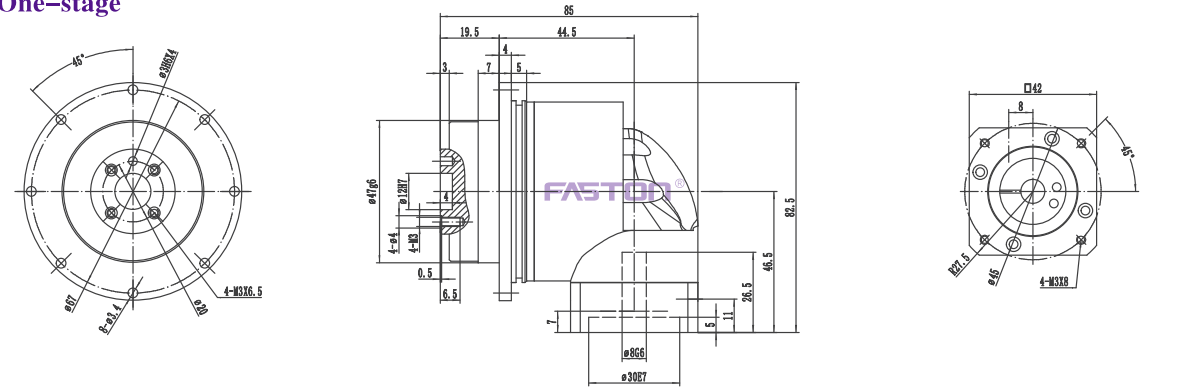 One-stage
45°
ø3H6X4
ø67
8-ø3.4
ø20
4-M3X6.5
85
19.5
44.5
4
3
7
5
ø47g6
ø12H7
4
4-ø4
4-M3
0.5
6.5
FASTON®
82.5
46.5
26.5
11
5
7
ø8G6
ø30E7
□42
8
45°
R27.5
ø45
4-M3X8